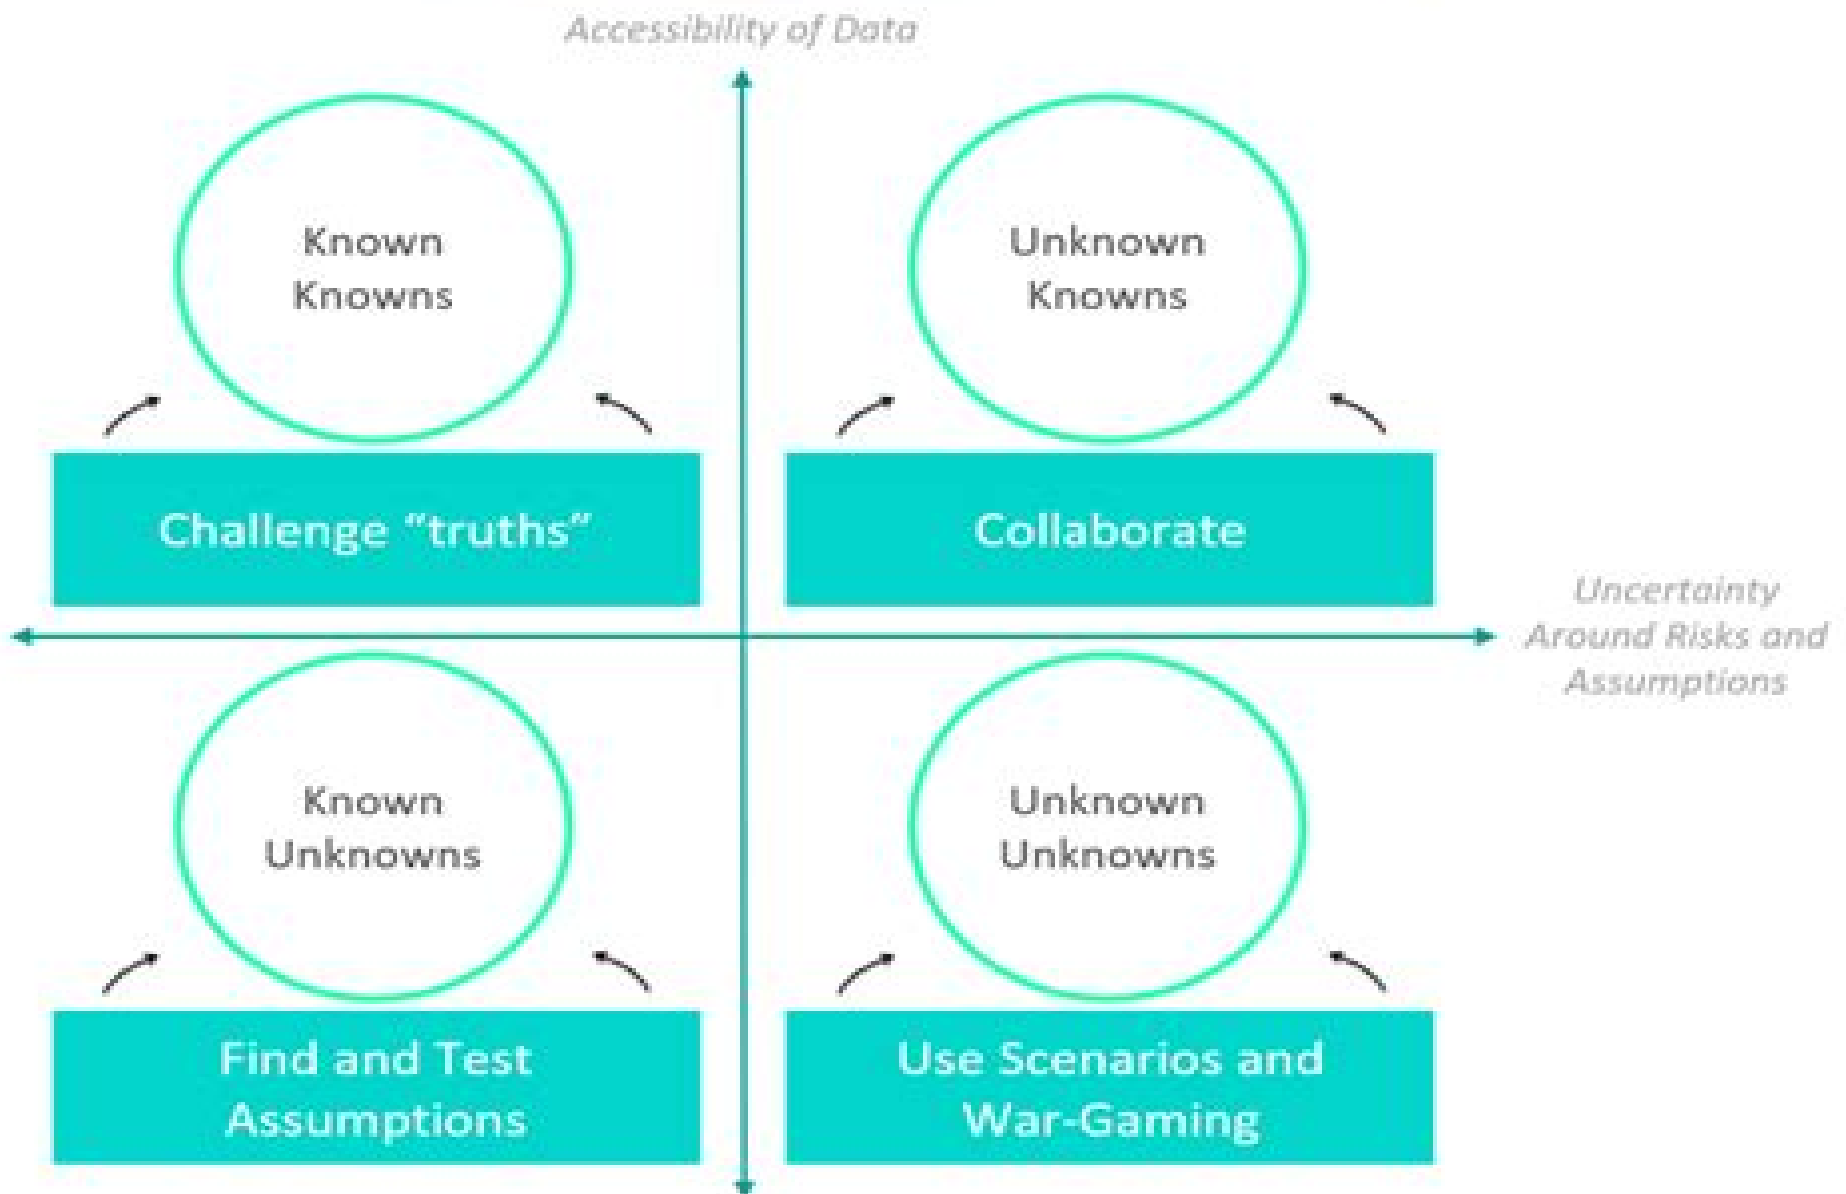 Accessibility of Data
Known
Knowns
Unknown
Knowns
Challenge “truths”
Collaborate
Uncertainty
Around Risks and
Assumptions
Known
Unknowns
Unknown
Unknowns
Find and Test
Assumptions
Use Scenarios and
War-Gaming